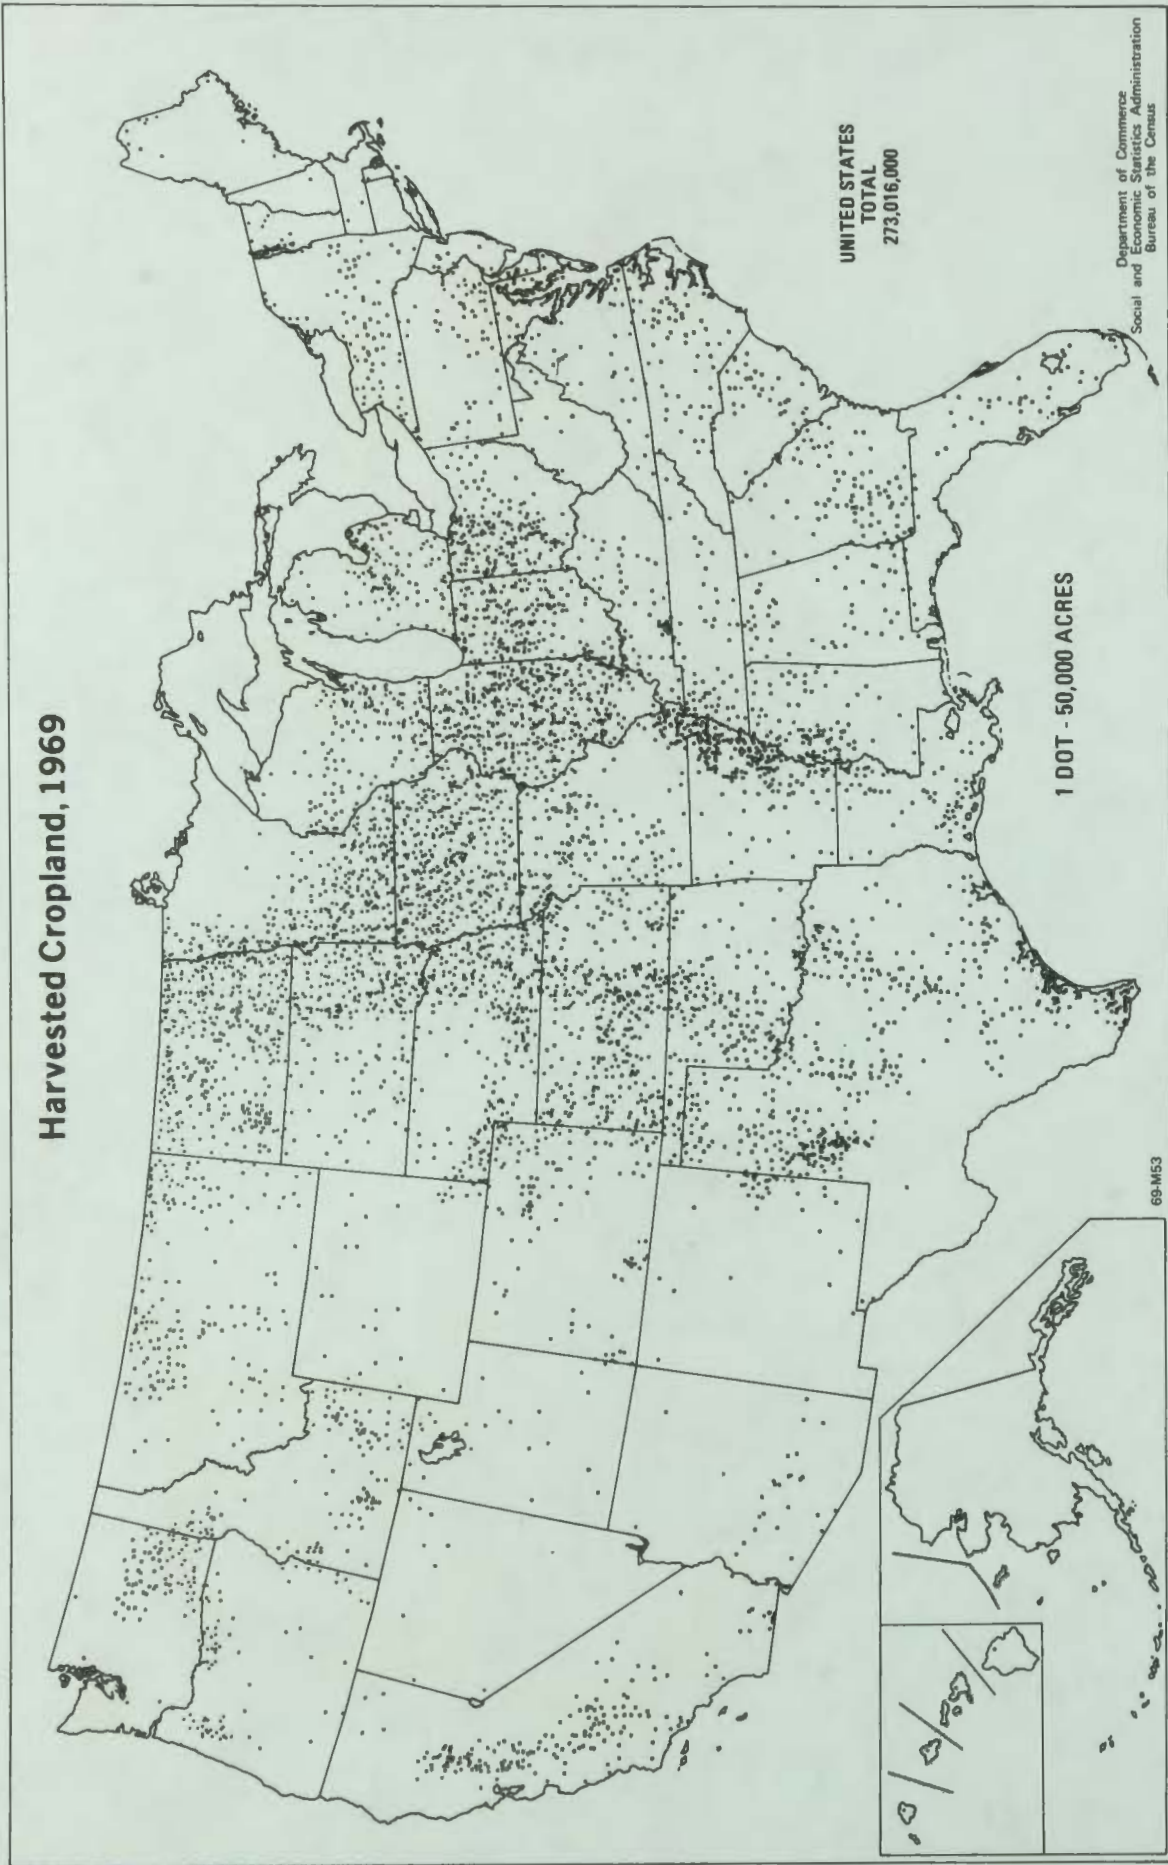 Harvested Cropland, 1969
UNITED STATES
TOTAL
273,016,000
1 DOT - 50,000 ACRES
69-M53
Department of Commerce
Social and Economic Statistics Administration
Bureau of the Census